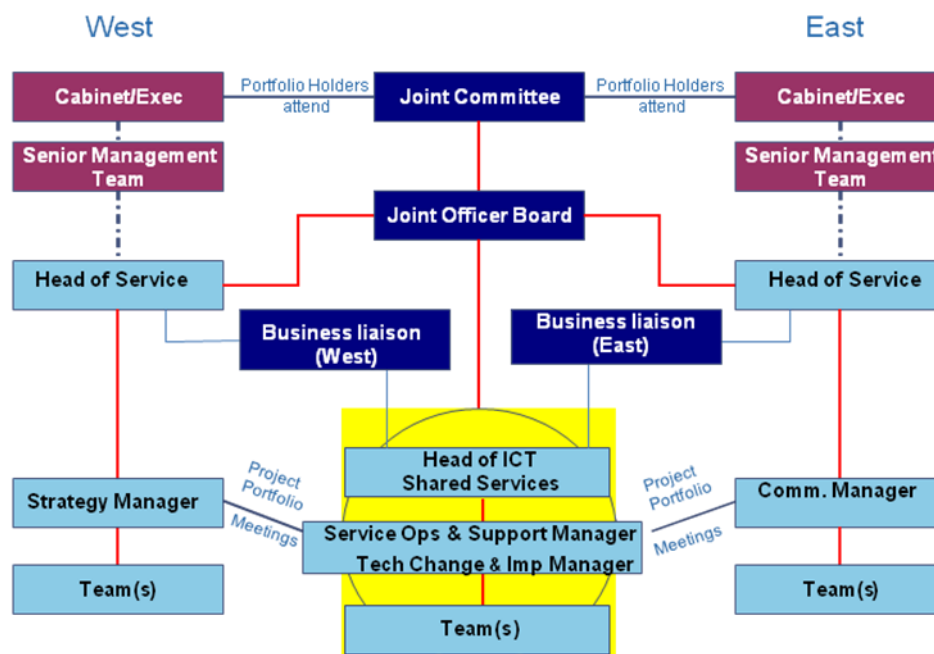 West
East
Cabinet/Exec
Portfolio Holders
attend
Joint Committee
Portfolio Holders
attend
Cabinet/Exec
Senior Management
Team
Senior Management
Team
Joint Officer Board
Head of Service
Head of Service
Business liaison
(West)
Business liaison
(East)
Head of ICT
Shared Services
Strategy Manager
Project
Portfolio
Meetings
Project
Portfolio
Meetings
Comm. Manager
Service Ops & Support Manager
Tech Change & Imp Manager
Team(s)
Team(s)
Team(s)